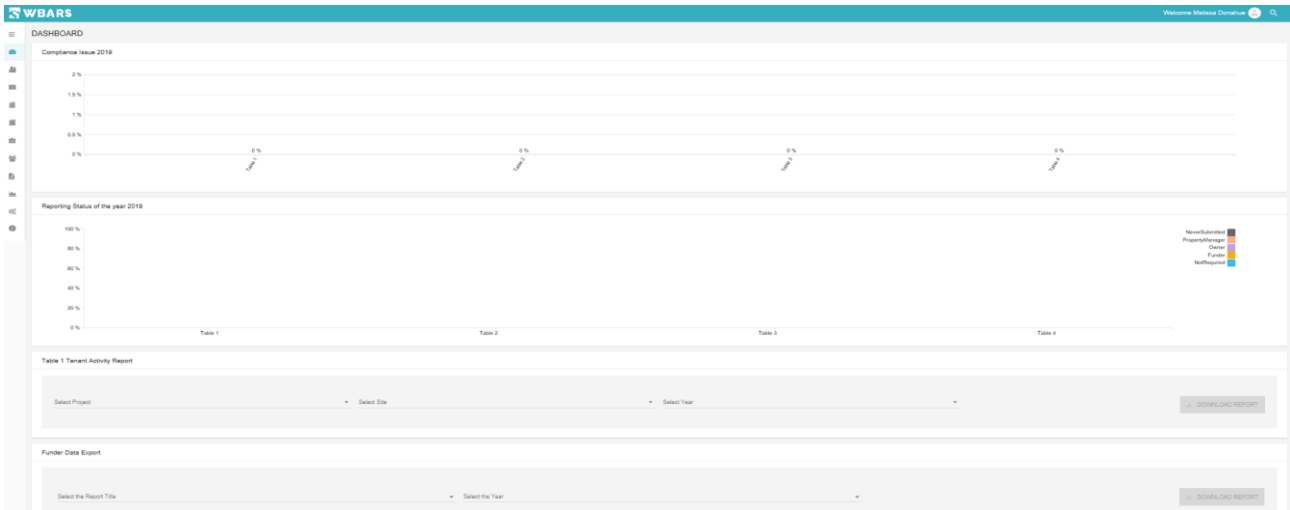 WBARS
Welcome Melissa Donahue
DASHBOARD
Compliance Issue 2019
2 %
1.5 %
1 %
0.5 %
0 %
0 % 0 % 0 % 0 %
Table 1 Table 2 Table 3 Table 4
Reporting Status of the year 2019
100 %
80 %
60 %
40 %
20 %
0 %
NeverSubmitted
PropertyManager
Owner
Funder
NotRequired
Table 1 Table 2 Table 3 Table 4
Table 1 Tenant Activity Report
Select Project Select Site Select Year DOWNLOAD REPORT
Funder Data Export
Select the Report Title Select the Year DOWNLOAD REPORT